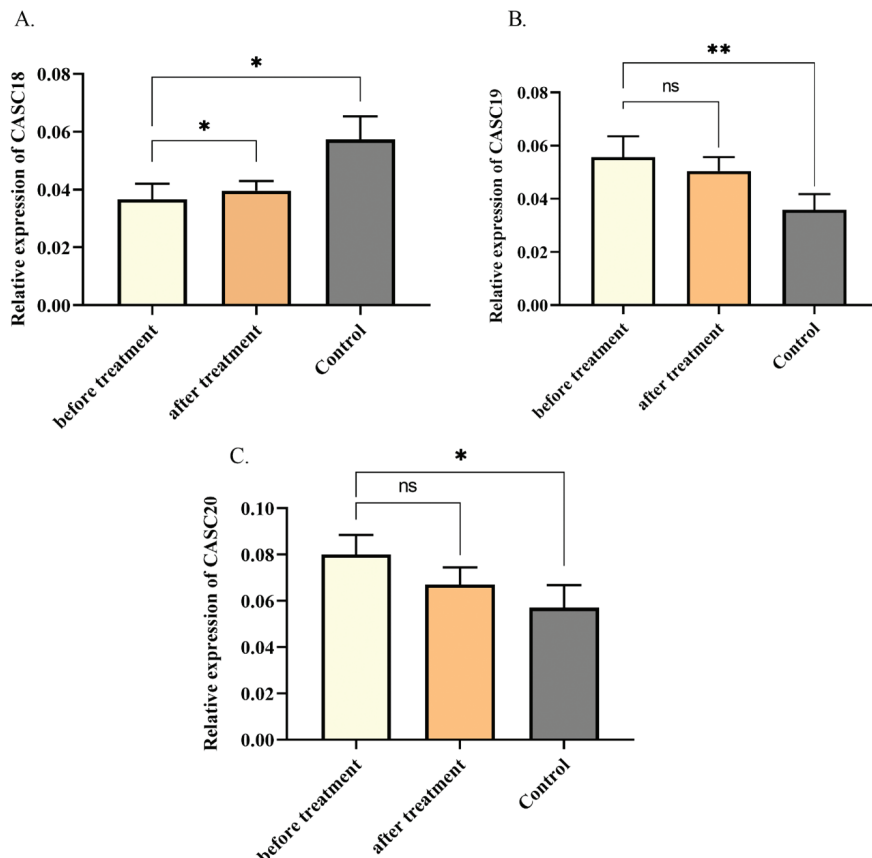 A.
Relative expression of CASC18
0.08
0.06
0.04
0.02
0.00
*
*
before treatment
after treatment
Control
B.
Relative expression of CASC19
0.08
0.06
0.04
0.02
0.00
**
ns
before treatment
after treatment
Control
C.
Relative expression of CASC20
0.10
0.08
0.06
0.04
0.02
0.00
*
ns
before treatment
after treatment
Control